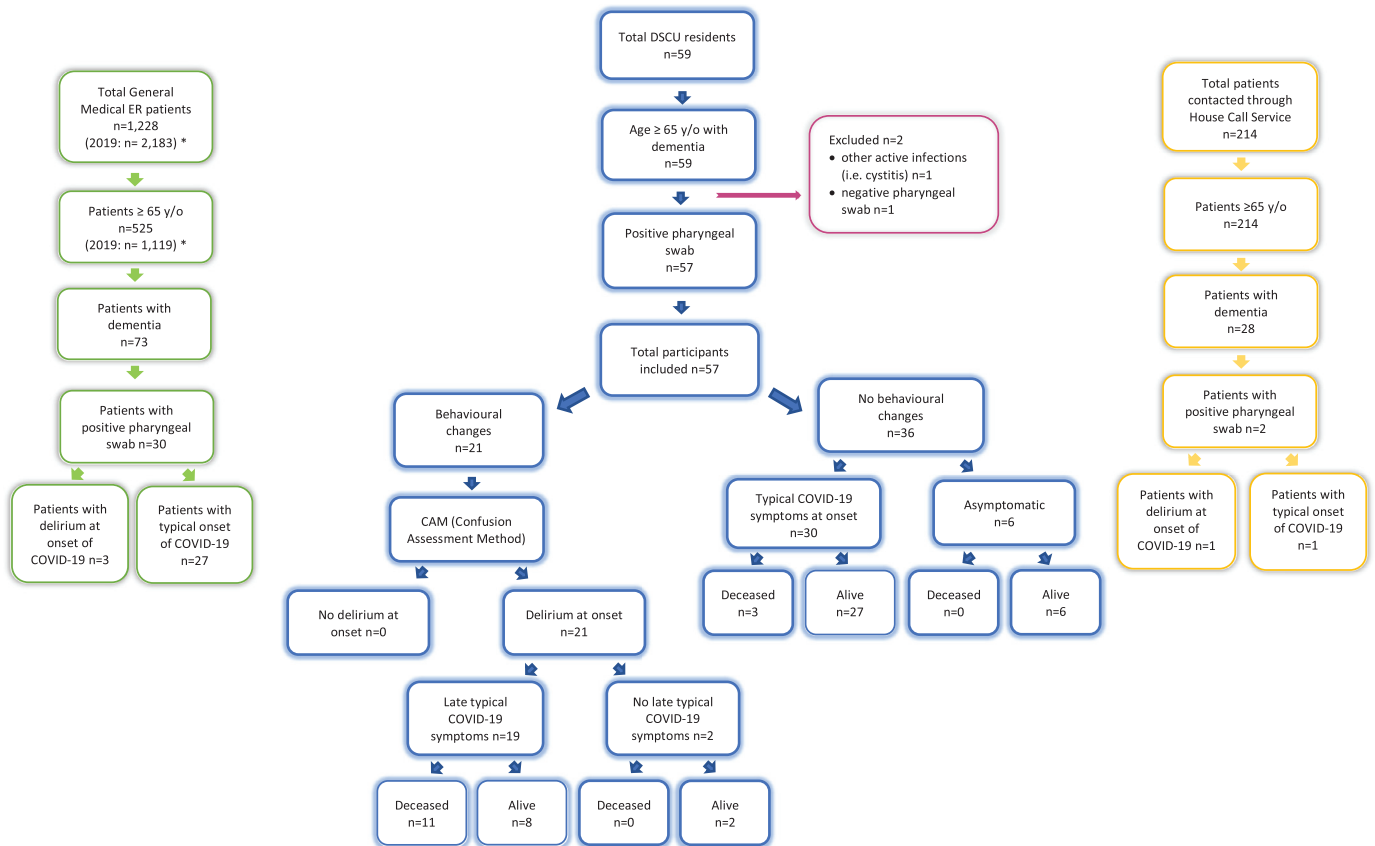 Total General
Medical ER patients
n=1,228
(2019: n= 2,183) *
Patients ≥ 65 y/o
n=525
(2019: n= 1,119) *
Patients with
dementia
n=73
Patients with
positive pharyngeal
swab n=30
Patients with
delirium at
onset of
COVID-19 n=3
Patients with
typical onset
of COVID-19
n=27
Total DSCU residents
n=59
Age ≥ 65 y/o with
dementia
n=59
Excluded n=2
• other active infections
(i.e. cystitis) n=1
• negative pharyngeal
swab n=1
Positive pharyngeal
swab
n=57
Total participants
included n=57
Behavioural
changes
n=21
No behavioural
changes
n=36
CAM (Confusion
Assessment Method)
Typical COVID-19
symptoms at onset
n=30
Asymptomatic
n=6
Deceased
n=3
Alive
n=27
Deceased
n=0
Alive
n=6
No delirium at
onset n=0
Delirium at onset
n=21
Late typical
COVID-19
symptoms n=19
No late typical
COVID-19
symptoms n=2
Deceased
n=11
Alive
n=8
Deceased
n=0
Alive
n=2
Total patients
contacted through
House Call Service
n=214
Patients ≥65 y/o
n=214
Patients with
dementia
n=28
Patients with
positive pharyngeal
swab n=2
Patients with
delirium at
onset of
COVID-19 n=1
Patients with
typical onset
of COVID-19
n=1